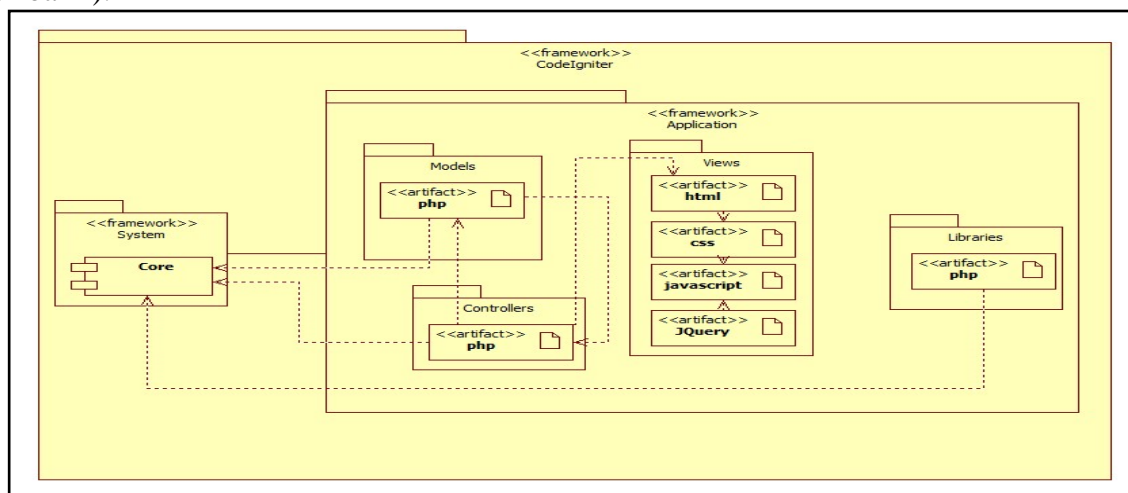 <<framework>>
CodeIgniter
<<framework>>
Application
Models
<<artifact>>
php
Views
<<artifact>>
html
<<artifact>>
css
<<artifact>>
javascript
<<artifact>>
JQuery
<<framework>>
System
Core
Controllers
<<artifact>>
php
Libraries
<<artifact>>
php